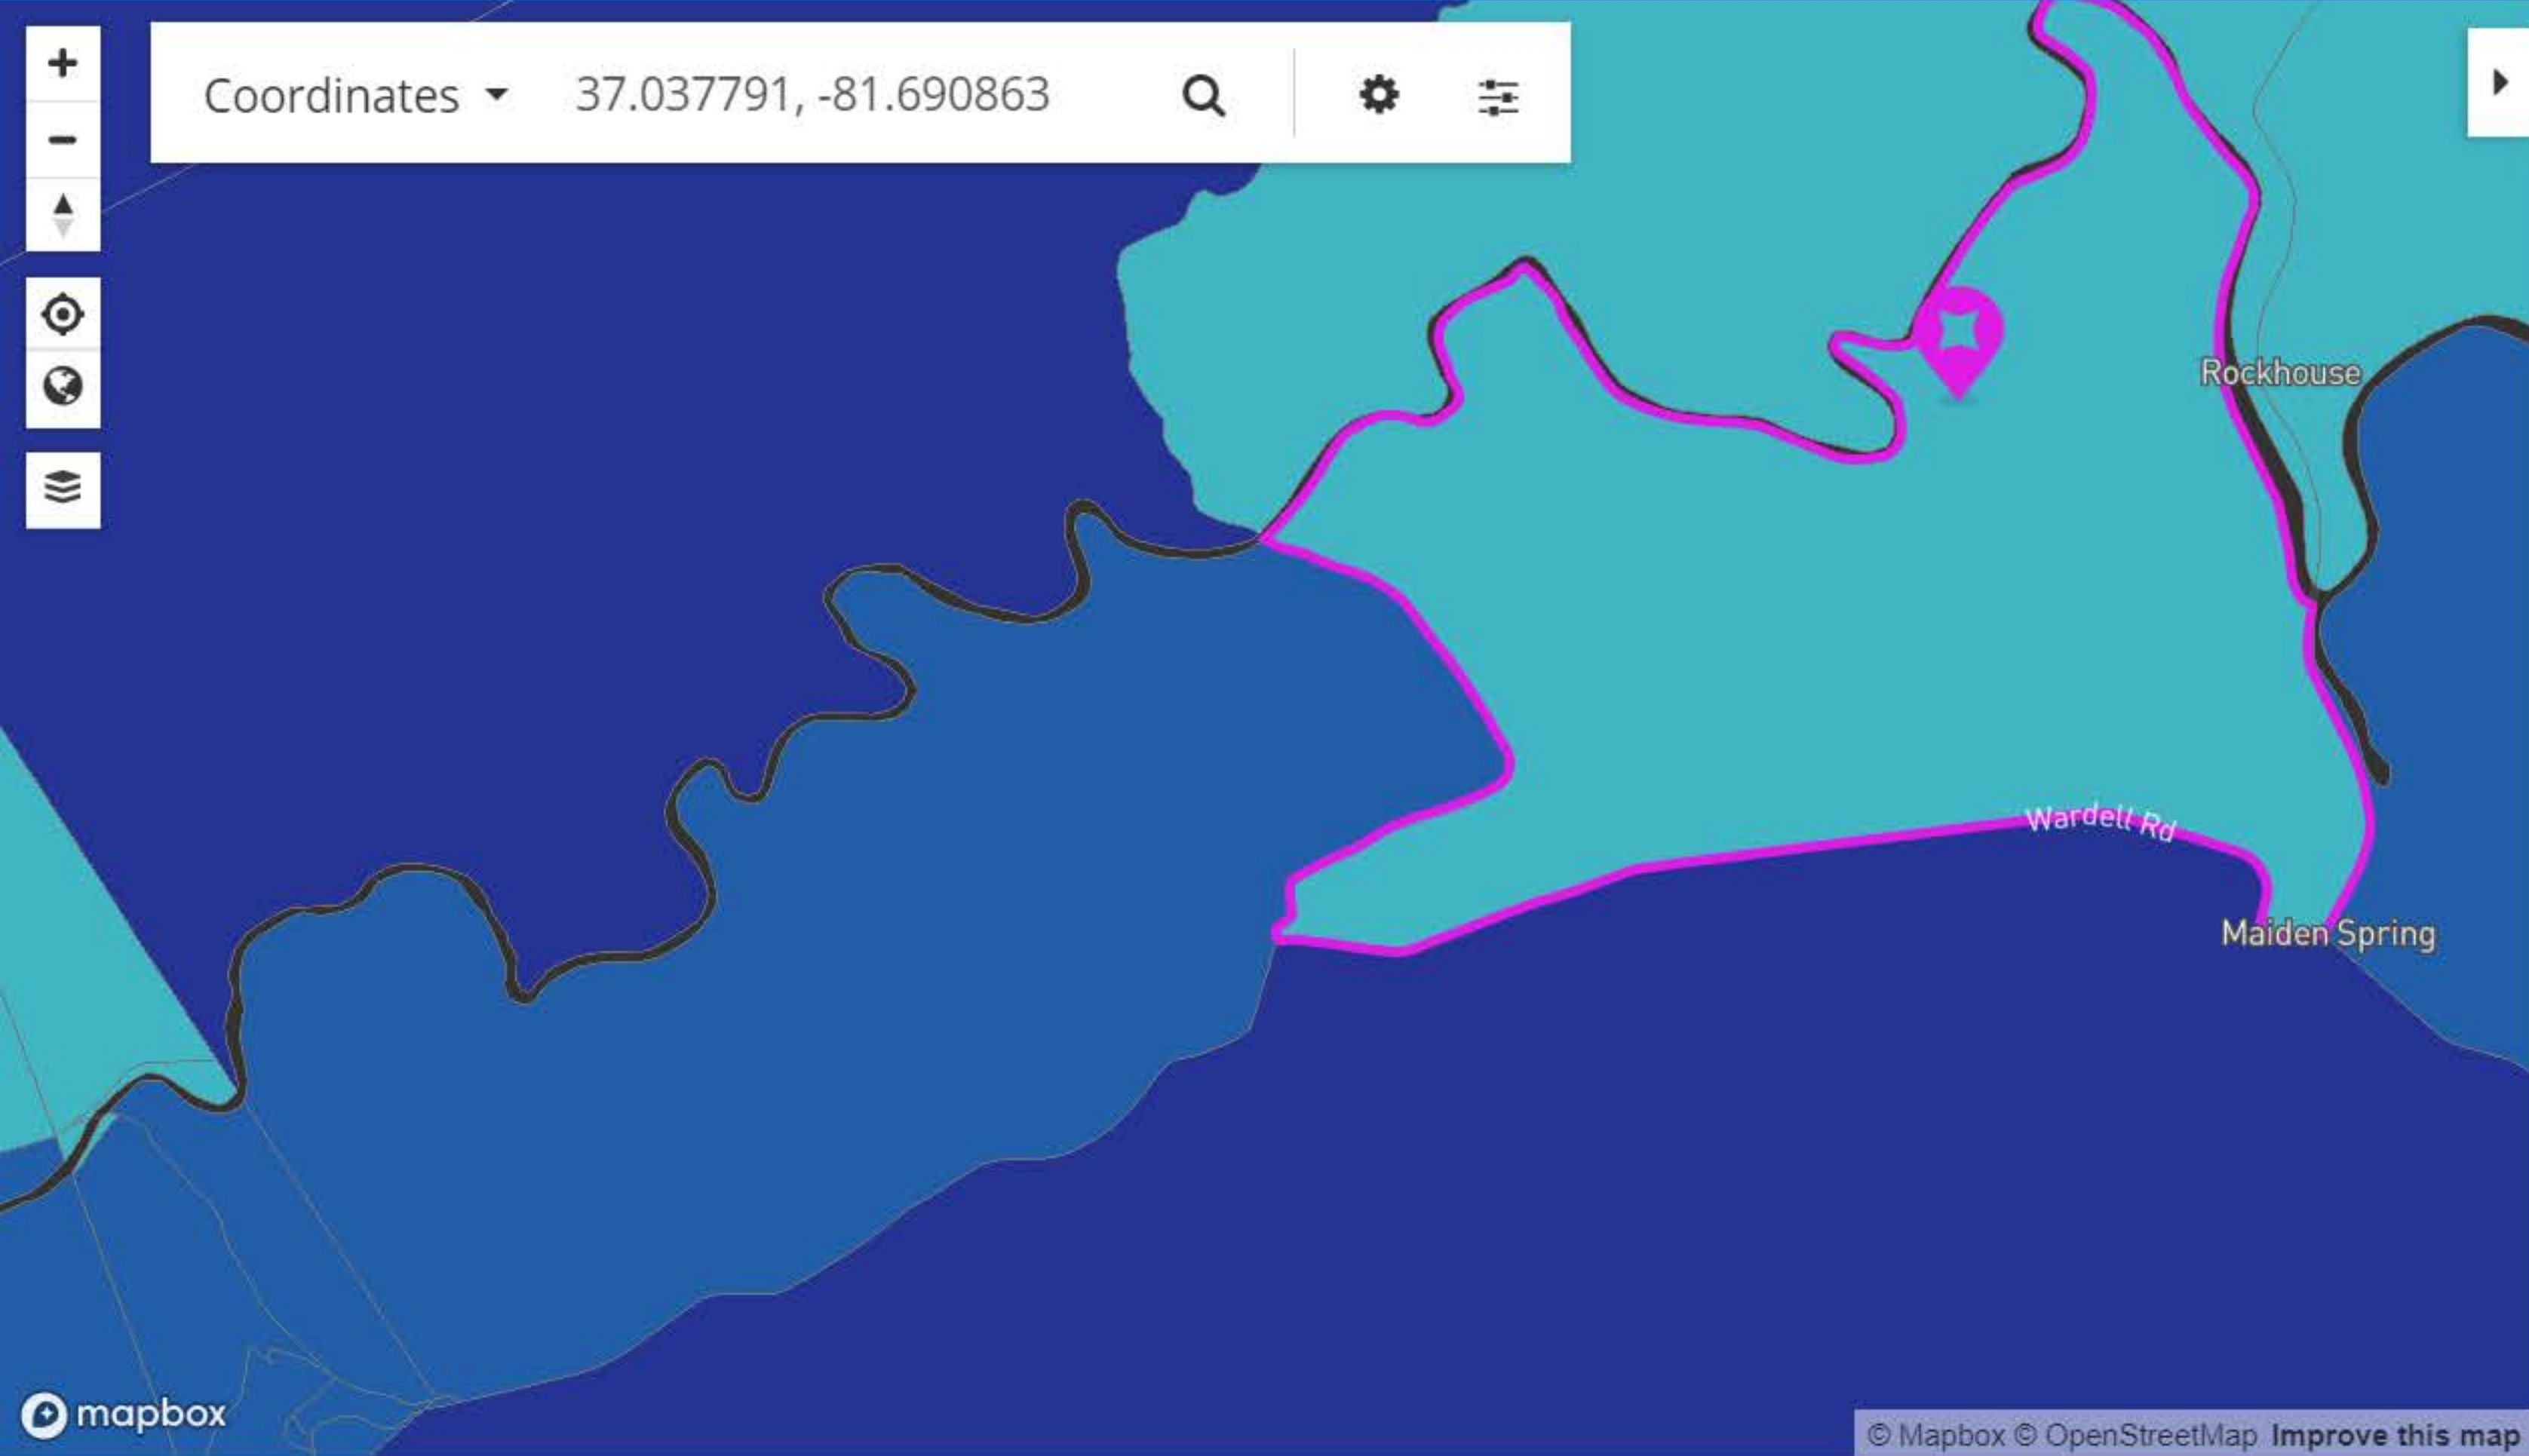 Coordinates 37.037791, -81.690863
Rockhouse
Wardell Rd
Maiden Spring
mapbox
© Mapbox © OpenStreetMap Improve this map